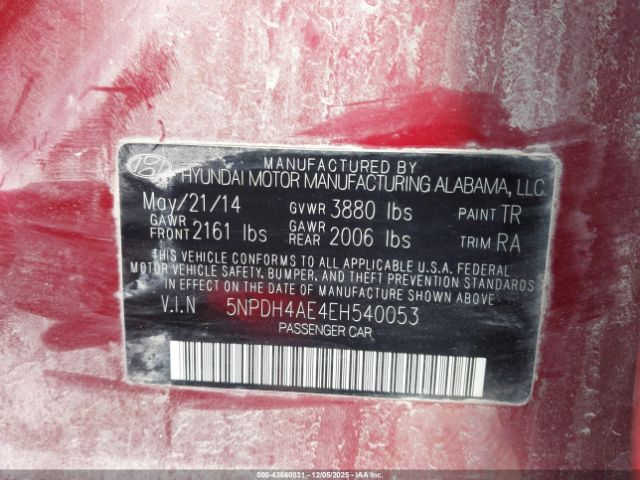 MANUFACTURED BY
HYUNDAI MOTOR MANUFACTURING ALABAMA, LLC
May/21/14 GVWR 3880 lbs PAINT TR
GAWR FRONT 2161 lbs GAWR REAR 2006 lbs TRIM RA
THIS VEHICLE CONFORMS TO ALL APPLICABLE U.S.A. FEDERAL
MOTOR VEHICLE SAFETY, BUMPER, AND THEFT PREVENTION STANDARDS
IN EFFECT ON THE DATE OF MANUFACTURE SHOWN ABOVE.
V.I.N 5NPDH4AE4EH540053
PASSENGER CAR
000-43860831 12/05/2025 - COPART